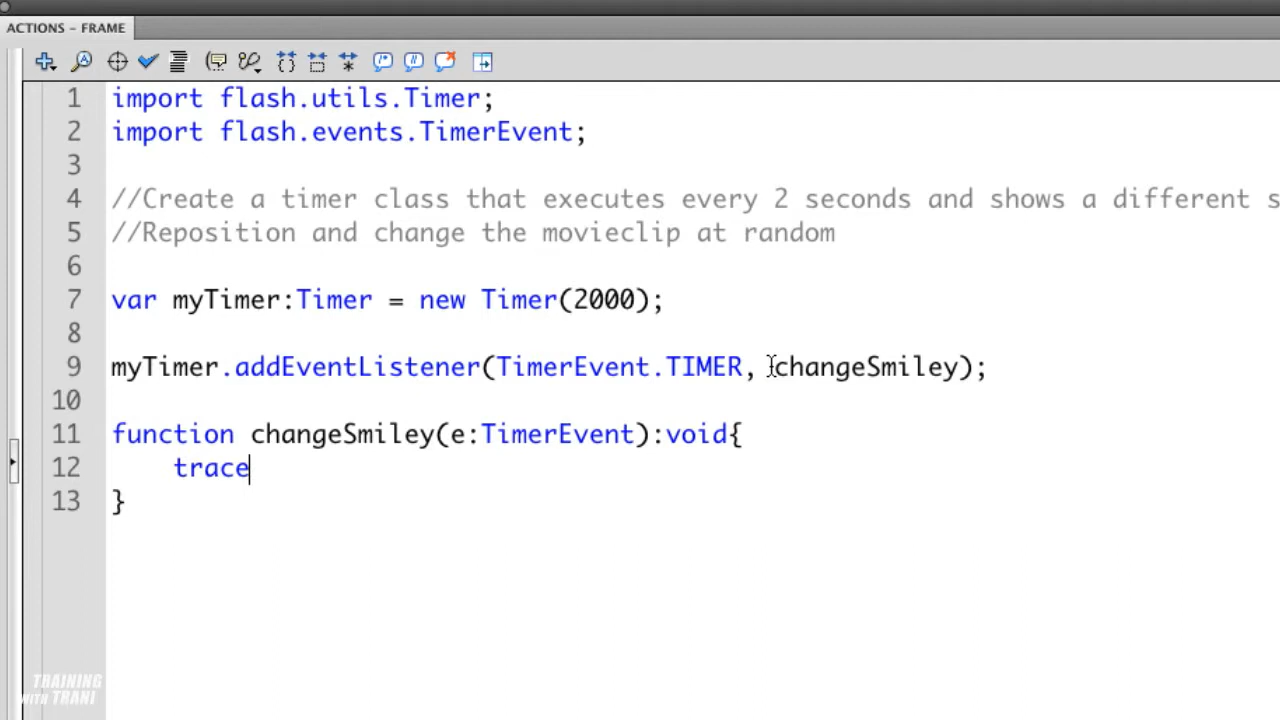 ACTIONS – FRAME
1 import flash.utils.Timer;
2 import flash.events.TimerEvent;
3
4 //Create a timer class that executes every 2 seconds and shows a different s
5 //Reposition and change the movieclip at random
6
7 var myTimer:Timer = new Timer(2000);
8
9 myTimer.addEventListener(TimerEvent.TIMER, changeSmiley);
10
11 function changeSmiley(e:TimerEvent):void{
12 trace
13 }
TRAINING
WITH TRANI